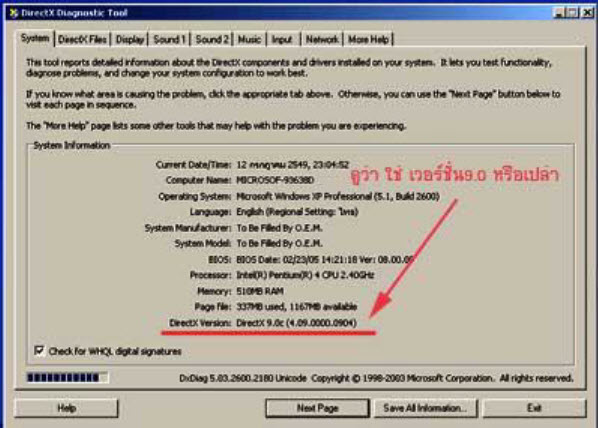 DirectX Diagnostic Tool
System DirectX Files Display Sound 1 Sound 2 Music Input Network More Help
This tool reports detailed information about the DirectX components and drivers installed on your system. It lets you test functionality,
diagnose problems, and change your system configuration to work best.
If you know what area is causing the problem, click the appropriate tab above. Otherwise, you can use the "Next Page" button below to
visit each page in sequence.
The "More Help" page lists some other tools that may help with the problem you are experiencing.
System Information
Current Date/Time: 12 กรกฎาคม 2549, 23:04:52
ดูว่า ใช่ เวอร์ชั่น9.0 หรือเปล่า
Computer Name: MICROSOF-93638D
Operating System: Microsoft Windows XP Professional (5.1, Build 2600)
Language: English (Regional Setting: ไทย)
System Manufacturer: To Be Filled By O.E.M.
System Model: To Be Filled By O.E.M.
BIOS: BIOS Date: 02/23/05 14:21:18 Ver: 08.00.09
Processor: Intel(R) Pentium(R) 4 CPU 2.40GHz
Memory: 510MB RAM
Page file: 337MB used, 1167MB available
DirectX Version: DirectX 9.0c (4.09.0000.0904)
Check for WHQL digital signatures
DxDiag 5.03.2600.2180 Unicode Copyright © 1998-2003 Microsoft Corporation. All rights reserved.
Help Next Page Save All Information... Exit